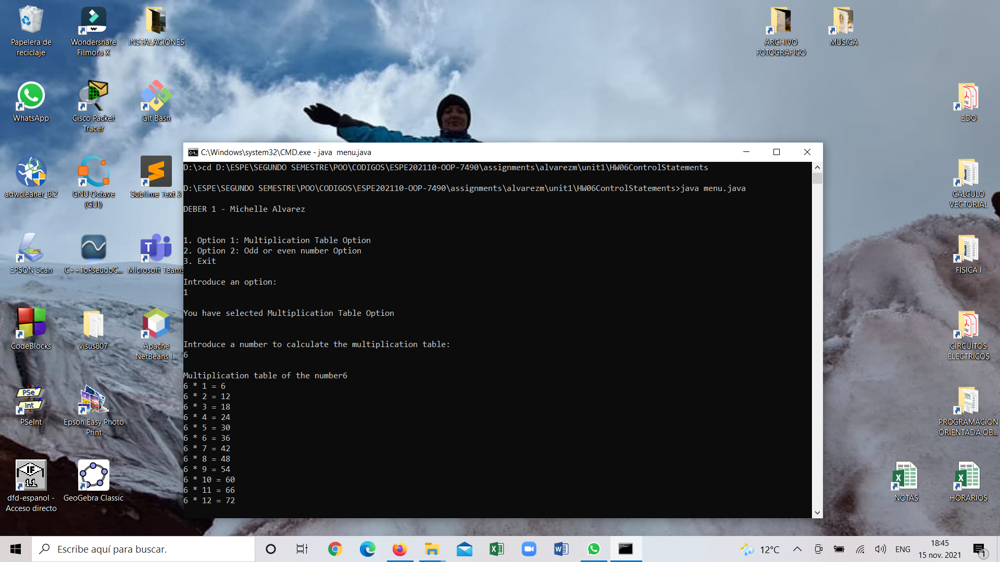 Papelera de
reciclaje
Wondershare
Filmora X
INSTALACIONES
ARCHIVO
FOTOGRAFICO
MUSICA
WhatsApp
Cisco Packet
Tracer
Git Bash
EDO
adwcleaner_8.2
GNU Octave
(GUI)
Sublime Text 3
CALCULO
VECTORIAL
EPSON Scan
C++ToPseudoC...
Microsoft Teams
FISICA I
CodeBlocks
visus807
Apache
NetBeans I...
CIRCUITOS
ELECTRICOS
PSe
Int
PSeInt
Epson Easy Photo
Print
PROGRAMACION
ORIENTADA OB...
IF
1.1
dfd-espanol -
Acceso directo
GeoGebra Classic
NOTAS
HORARIOS
C:\Windows\system32\CMD.exe - java  menu.java
D:\>cd D:\ESPE\SEGUNDO SEMESTRE\POO\CODIGOS\ESPE202110-OOP-7490\assignments\alvarezm\unit1\HW06ControlStatements
D:\ESPE\SEGUNDO SEMESTRE\POO\CODIGOS\ESPE202110-OOP-7490\assignments\alvarezm\unit1\HW06ControlStatements>java menu.java
DEBER 1 - Michelle Alvarez
1. Option 1: Multiplication Table Option
2. Option 2: Odd or even number Option
3. Exit
Introduce an option:
1
You have selected Multiplication Table Option
Introduce a number to calculate the multiplication table:
6
Multiplication table of the number6
6 * 1 = 6
6 * 2 = 12
6 * 3 = 18
6 * 4 = 24
6 * 5 = 30
6 * 6 = 36
6 * 7 = 42
6 * 8 = 48
6 * 9 = 54
6 * 10 = 60
6 * 11 = 66
6 * 12 = 72
Escribe aquí para buscar.
12°C
ENG
18:45
15 nov. 2021
1